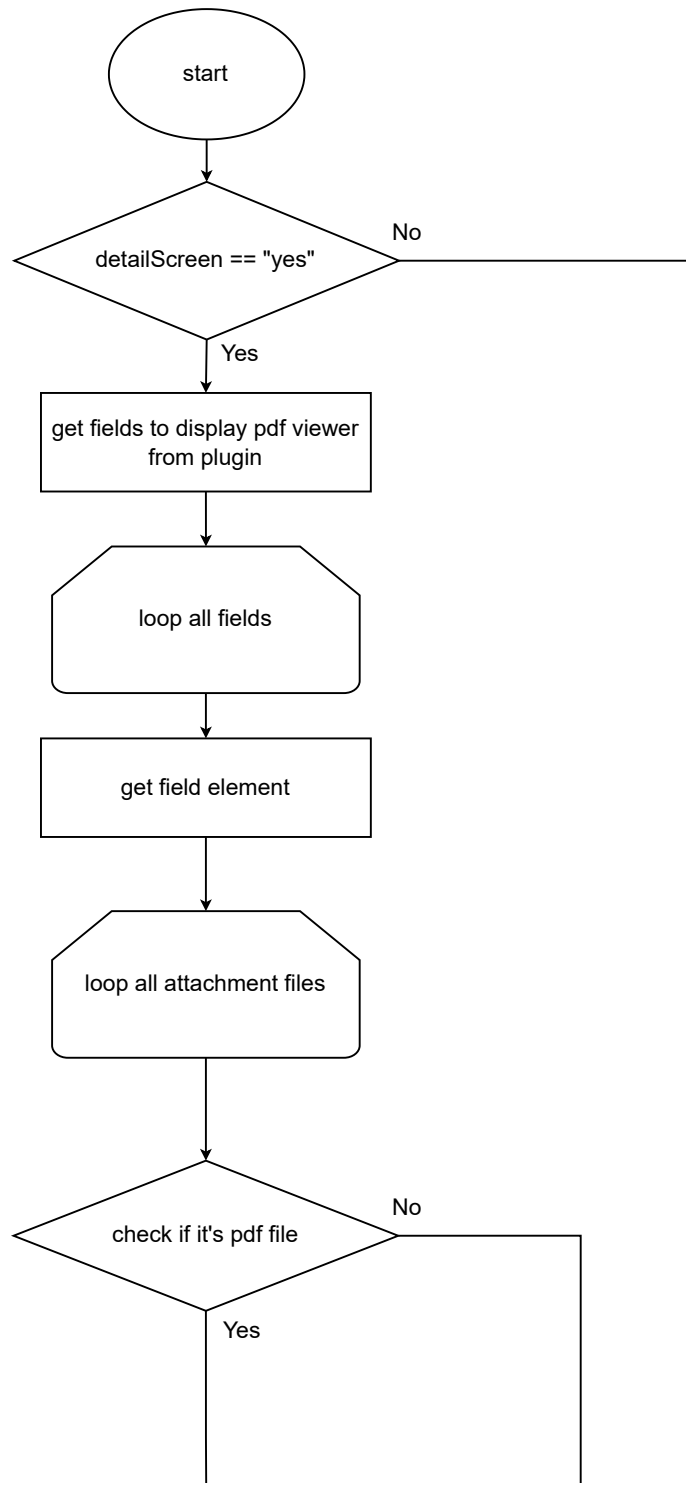 start
No
detailScreen == "yes"
Yes
get fields to display pdf viewer
from plugin
loop all fields
get field element
loop all attachment files
No
check if it's pdf file
Yes